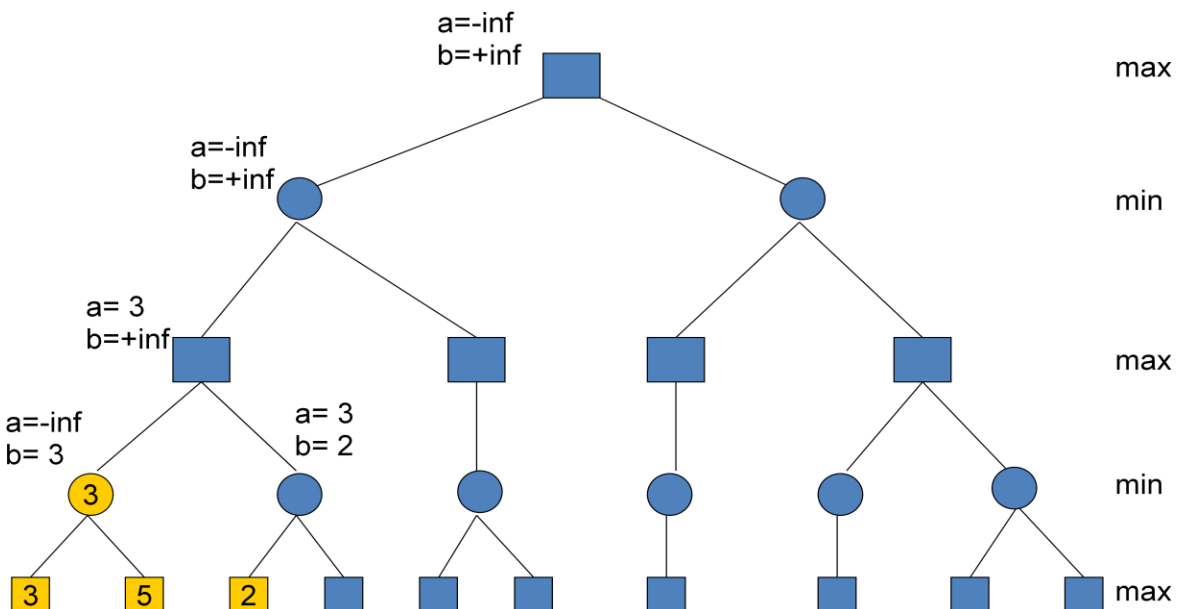 a=-inf
b=+inf
max
a=-inf
b=+inf
min
a= 3
b=+inf
max
a=-inf
b= 3
a= 3
b= 2
3
min
3
5
2
max